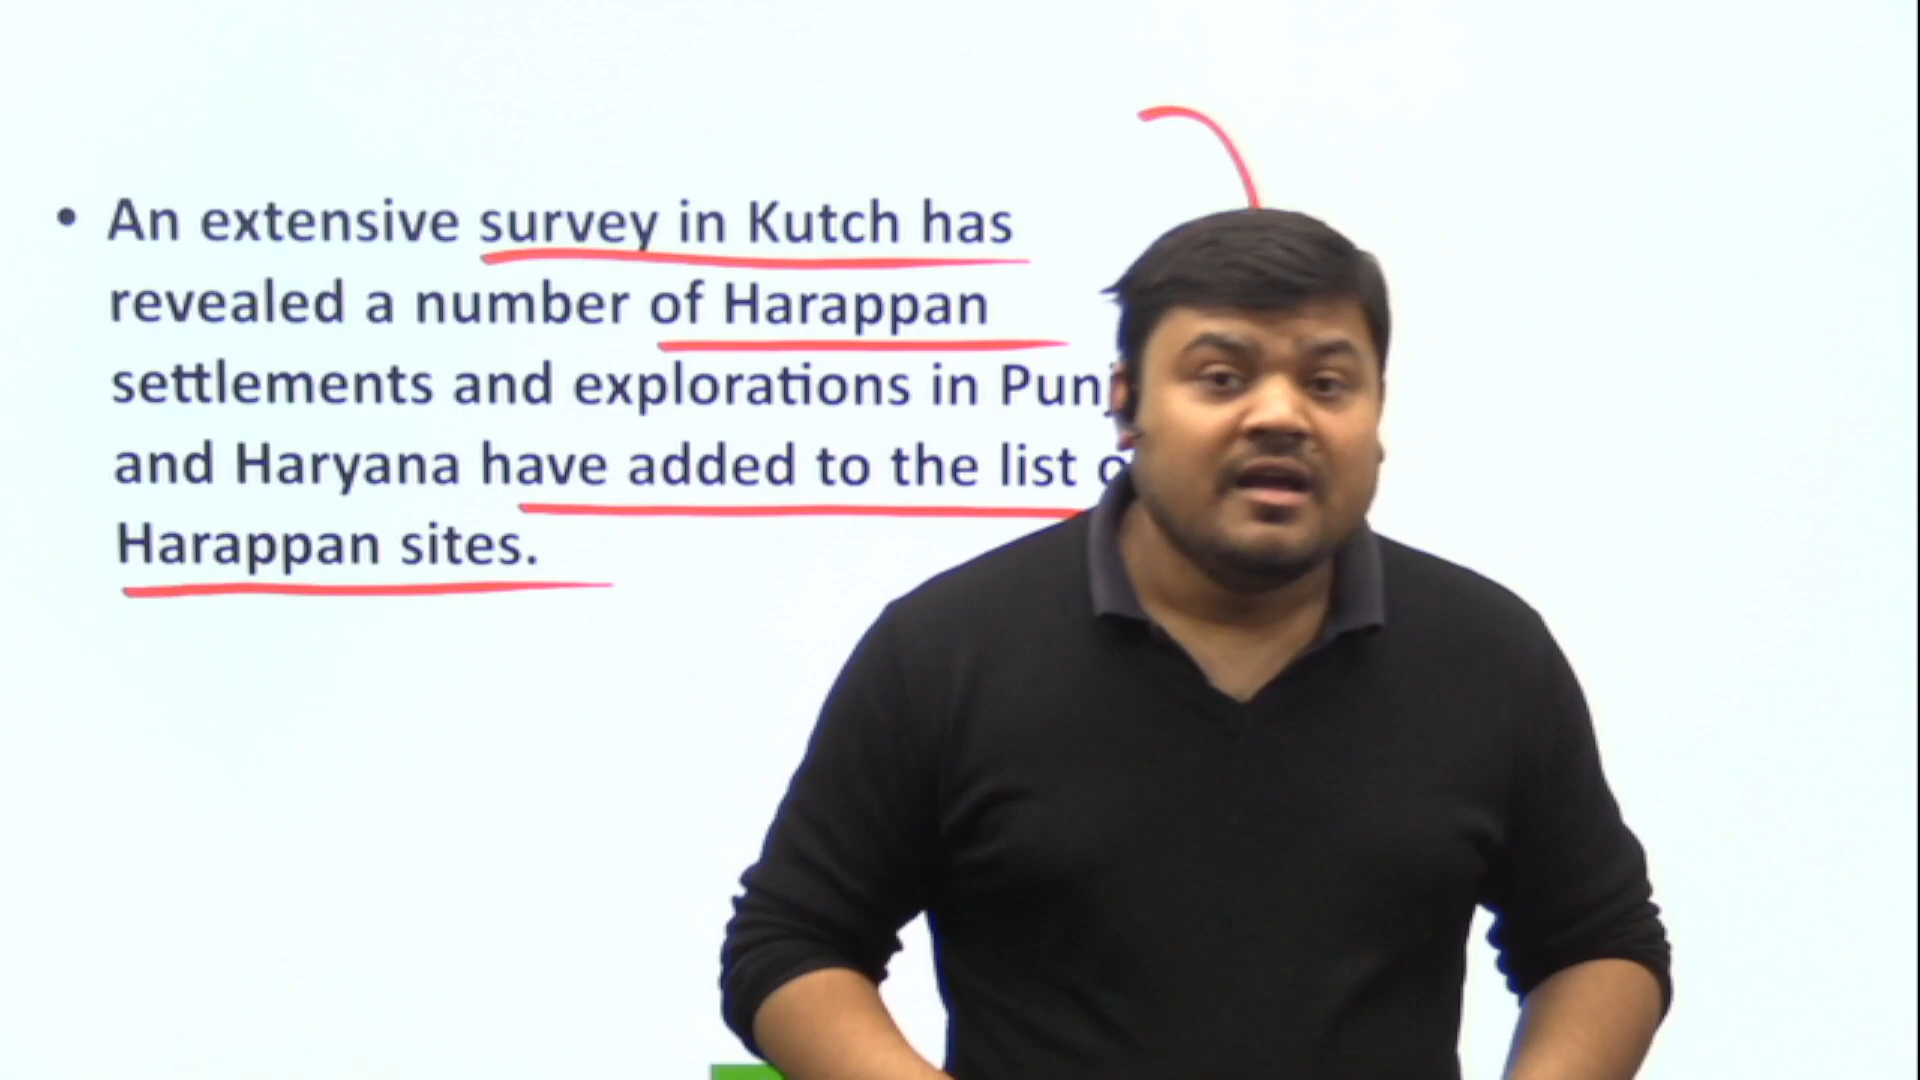 • An extensive survey in Kutch has
revealed a number of Harappan
settlements and explorations in
and Haryana have added to the list
Harappan sites.